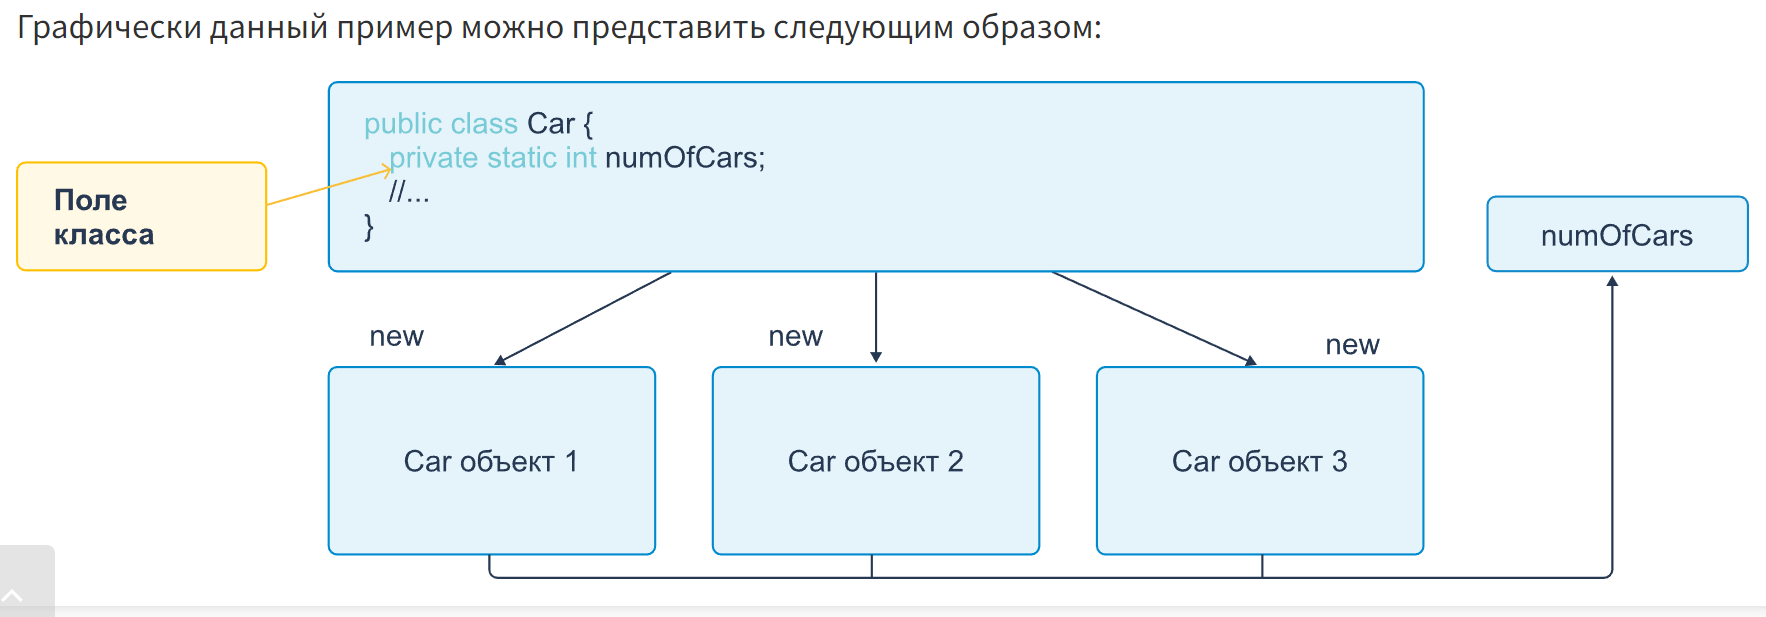 Графически данный пример можно представить следующим образом:
public class Car {
private static int numOfCars;
//...
}
Поле
класса
numOfCars
new
new
new
Car объект 1
Car объект 2
Car объект 3